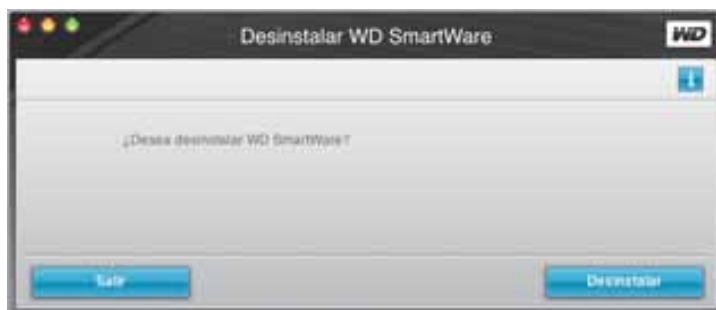 Desinstalar WD SmartWare
WD
i
¿Desea desinstalar WD SmartWare?
Salir
Desinstalar